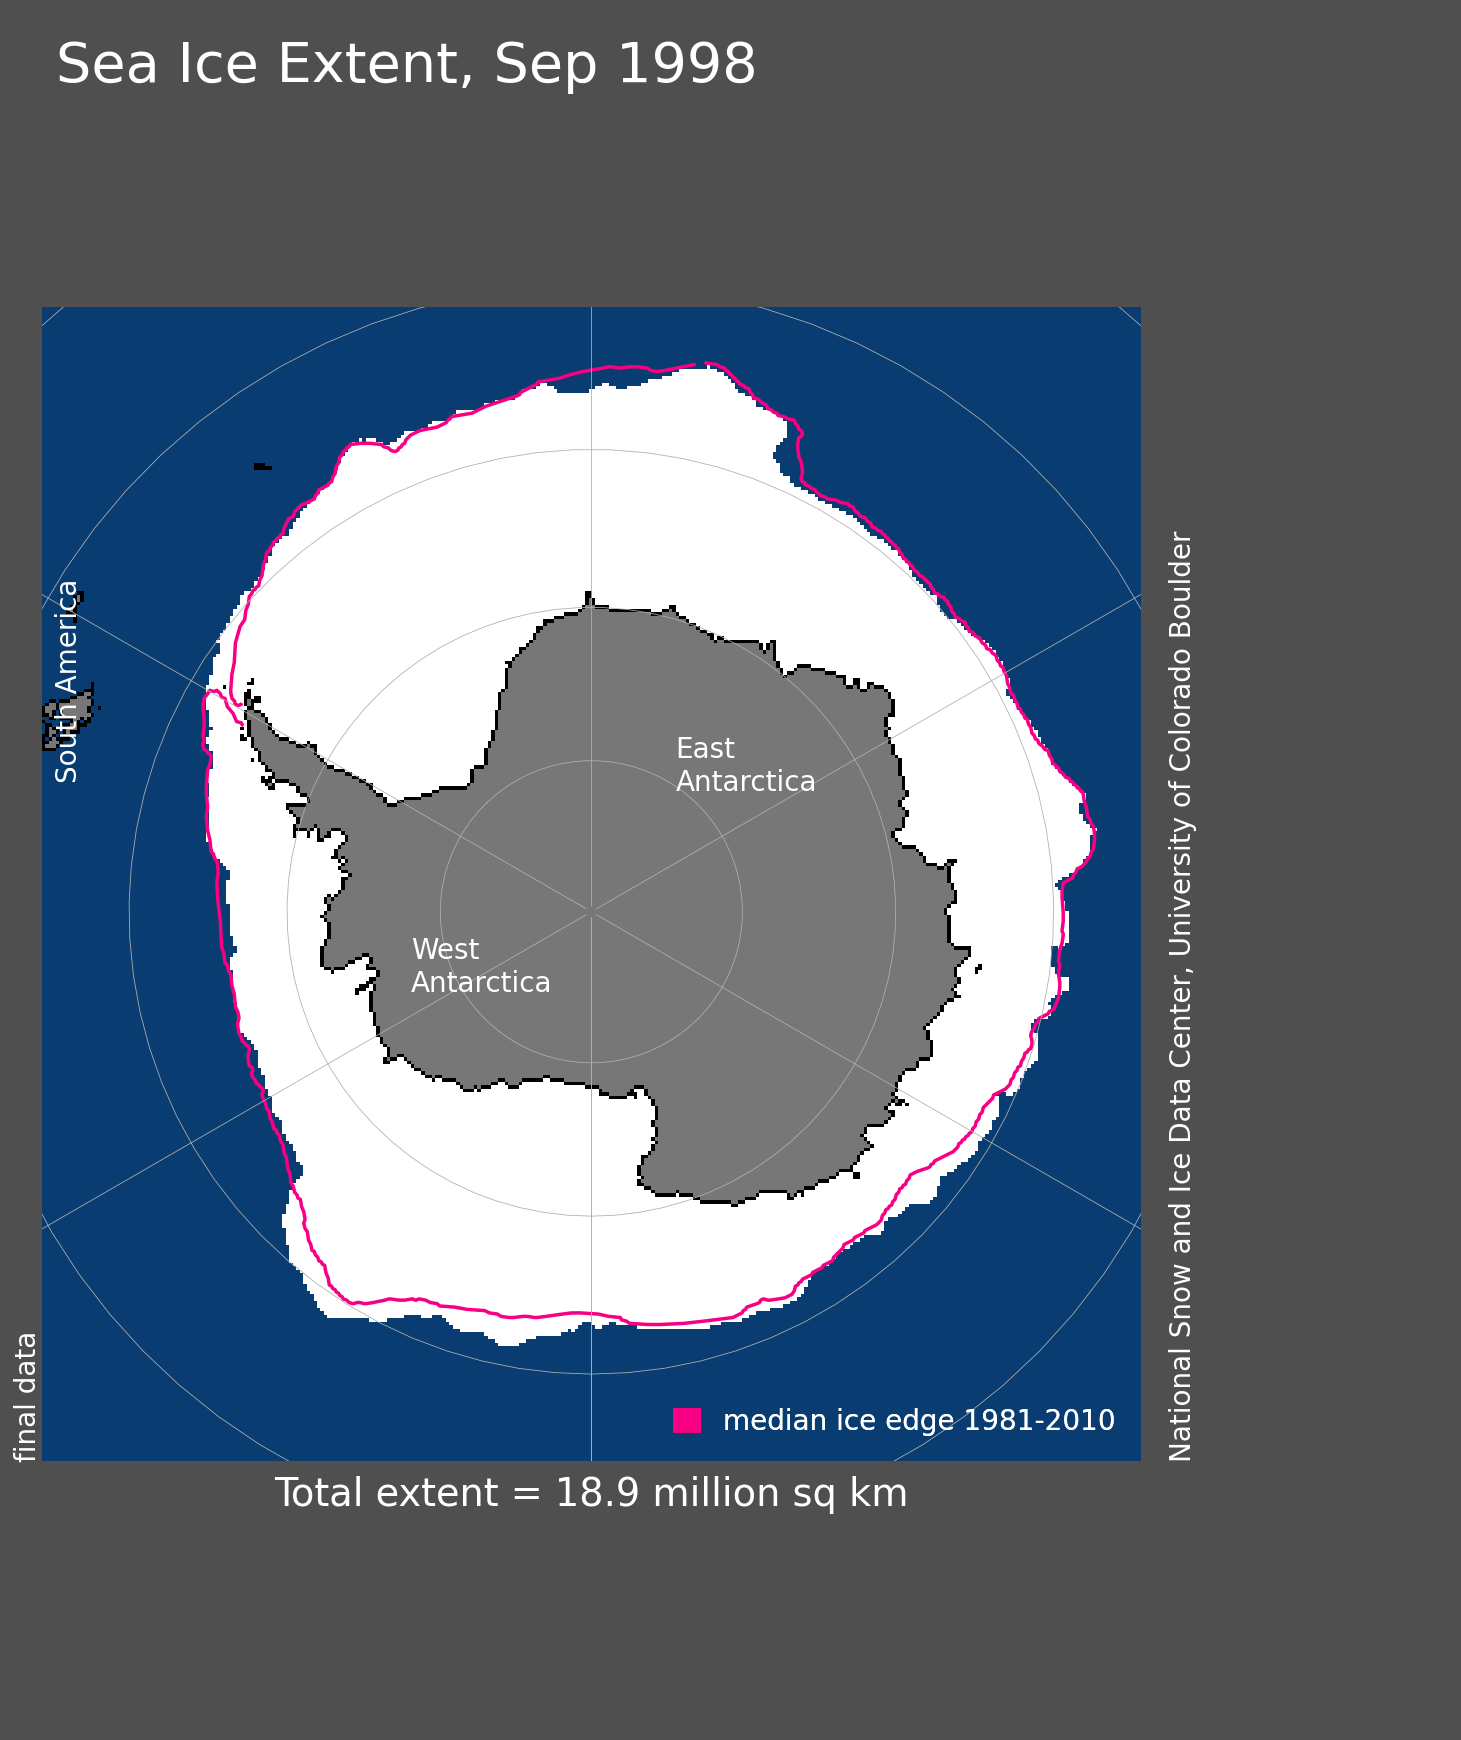 Sea Ice Extent, Sep 1998
South America
East
Antarctica
West
Antarctica
National Snow and Ice Data Center, University of Colorado Boulder
final data
median ice edge 1981-2010
Total extent = 18.9 million sq km